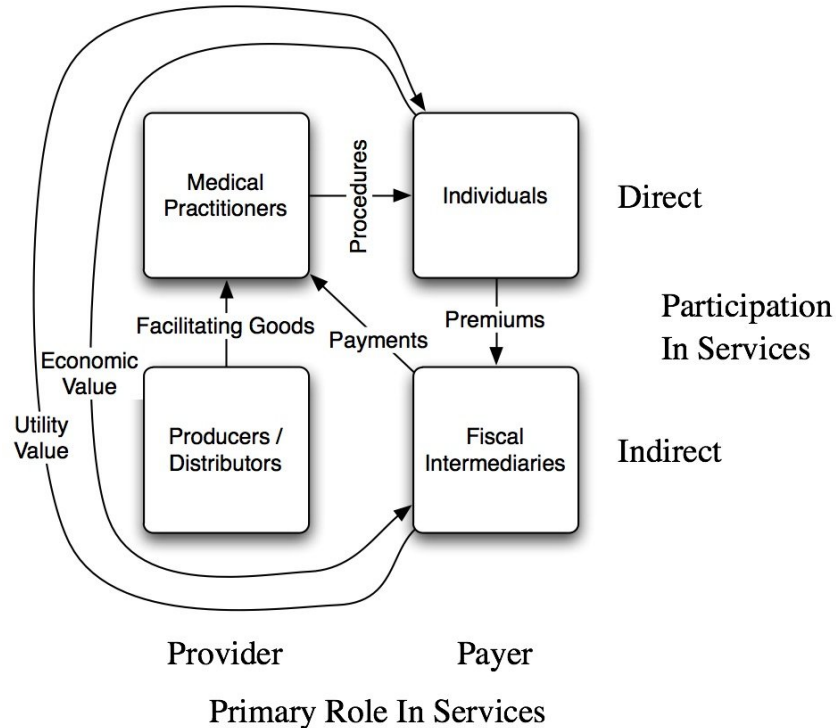 Medical
Practitioners
Procedures
Individuals
Direct
Facilitating Goods
Payments
Premiums
Participation
In Services
Economic
Value
Utility
Value
Producers /
Distributors
Fiscal
Intermediaries
Indirect
Provider
Payer
Primary Role In Services